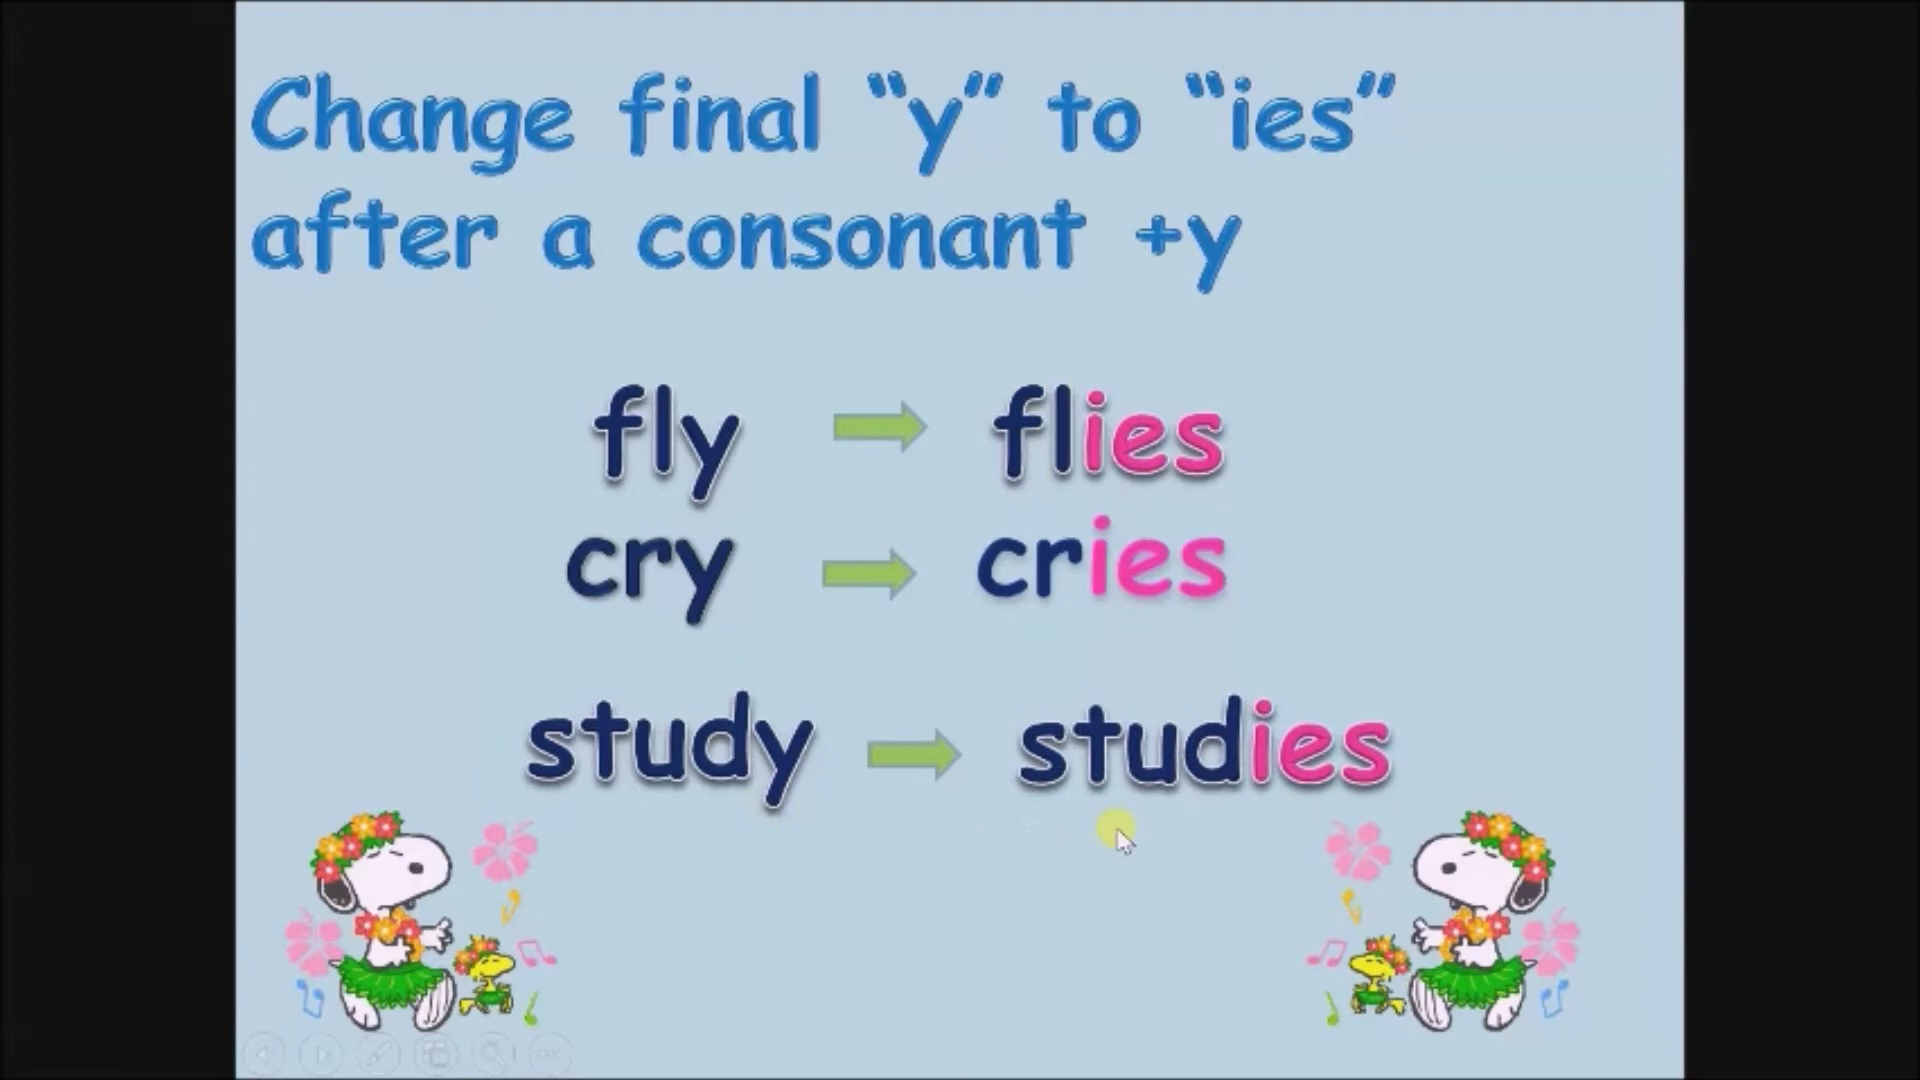 Change final “y” to “ies”
after a consonant +y
fly flies
cry cries
study studies